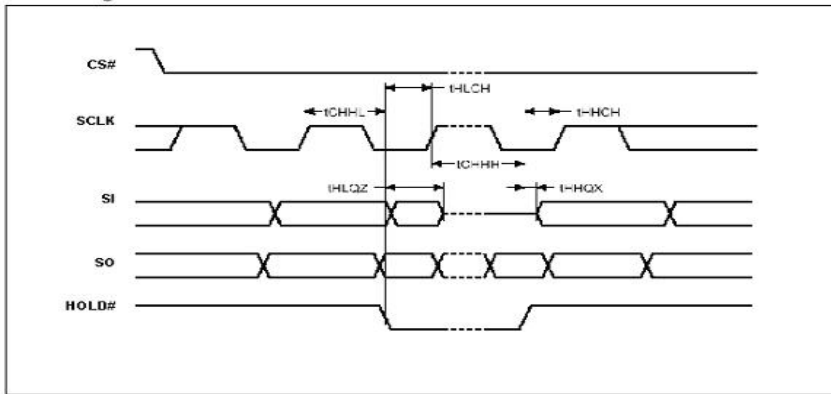 CS#
tHLCH
tCHHL
tHHCH
SCLK
tCHHH
tHLQZ
tHHQX
SI
SO
HOLD#